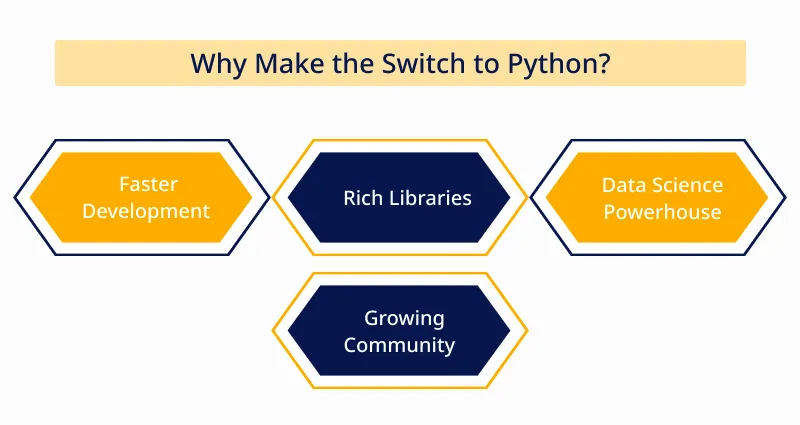 Why Make the Switch to Python?
Faster
Development
Rich Libraries
Data Science
Powerhouse
Growing
Community